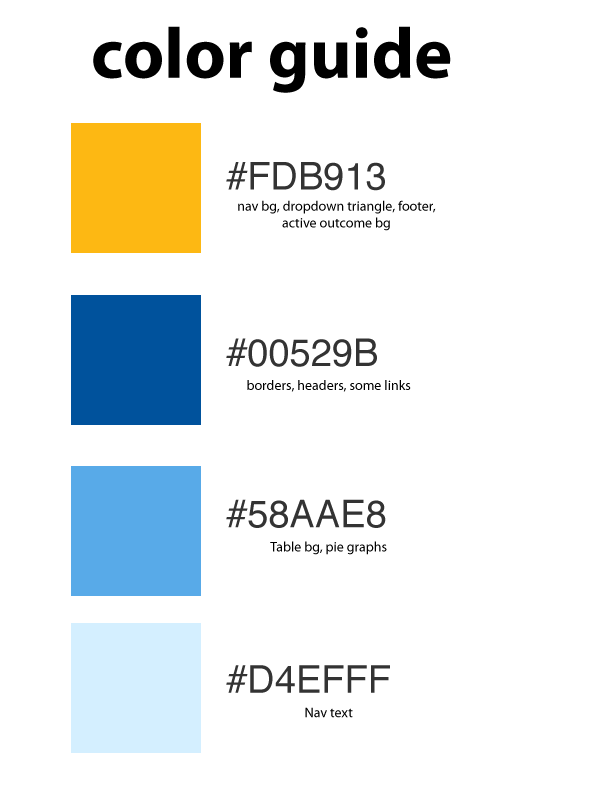 color guide
#FDB913
nav bg, dropdown triangle, footer,
active outcome bg
#00529B
borders, headers, some links
#58AAE8
Table bg, pie graphs
#D4EFFF
Nav text